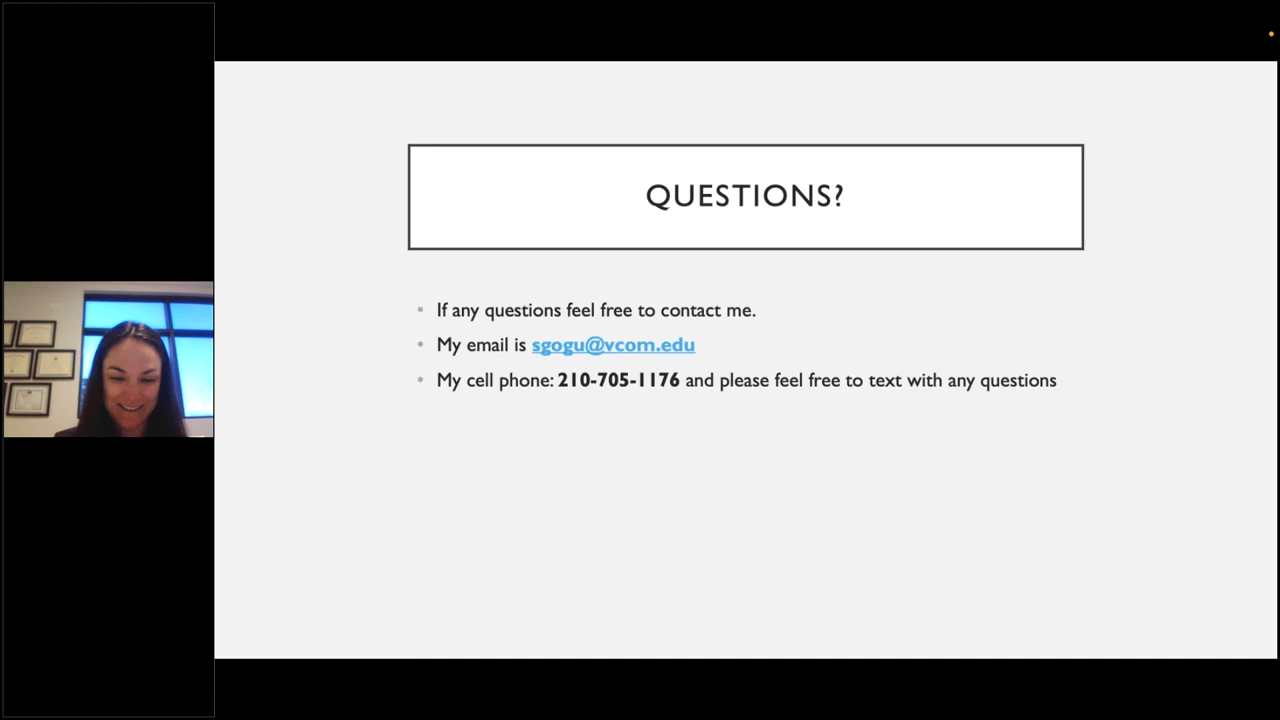 QUESTIONS?
• If any questions feel free to contact me.
• My email is sgogu@vcom.edu
• My cell phone: 210-705-1176 and please feel free to text with any questions